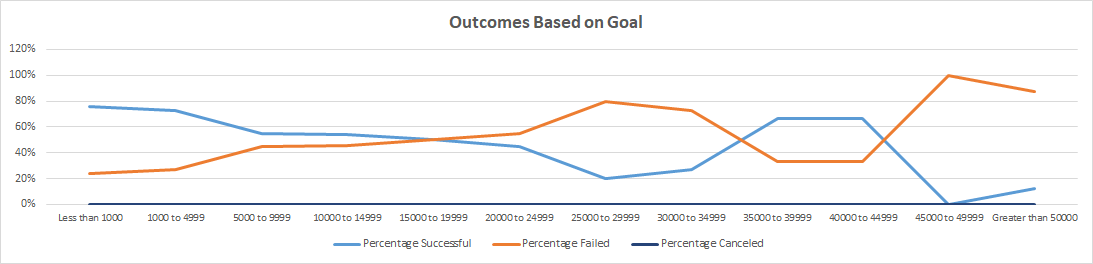 Outcomes Based on Goal
120%
100%
80%
60%
40%
20%
0%
Less than 1000 1000 to 4999 5000 to 9999 10000 to 14999 15000 to 19999 20000 to 24999 25000 to 29999 30000 to 34999 35000 to 39999 40000 to 44999 45000 to 49999 Greater than 50000
Percentage Successful Percentage Failed Percentage Canceled